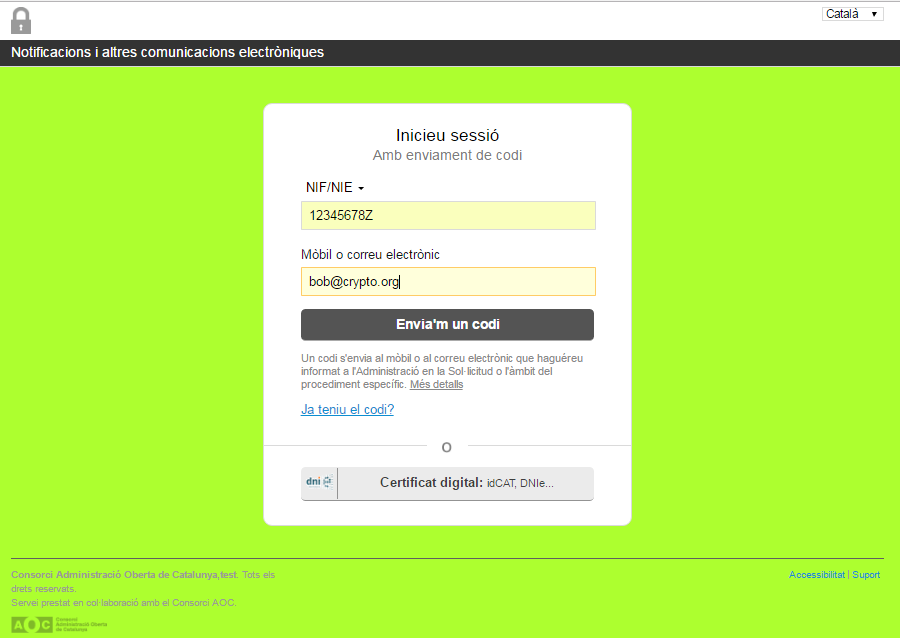 Català
Notificacions i altres comunicacions electròniques
Inicieu sessió
Amb enviament de codi
NIF/NIE
12345678Z
Mòbil o correu electrònic
bob@crypto.org
Envia'm un codi
Un codi s'envia al mòbil o al correu electrònic que haguéreu
informat a l'Administració en la Sol·licitud o l'àmbit del
procediment específic. Més detalls
Ja teniu el codi?
O
dni
Certificat digital: idCAT, DNIe...
Consorci Administració Oberta de Catalunya,test. Tots els
drets reservats.
Servei prestat en col·laboració amb el Consorci AOC.
Accessibilitat | Suport
AOC
Consorci
Administració Oberta
de Catalunya